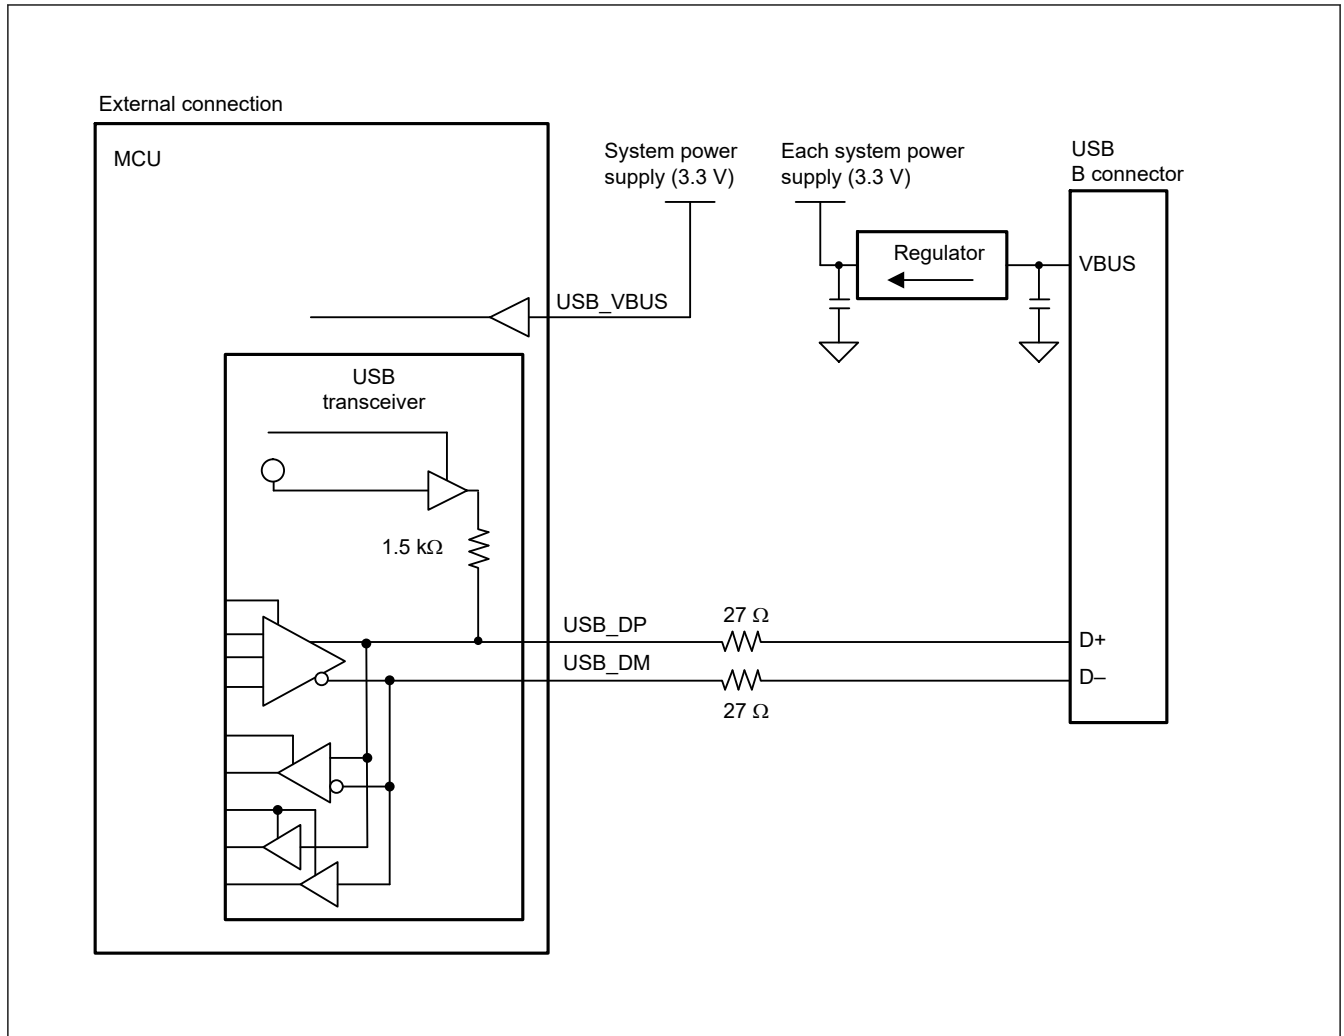 External connection
MCU
System power
supply (3.3 V)
Each system power
supply (3.3 V)
USB
B connector
Regulator
VBUS
USB_VBUS
USB
transceiver
1.5 kΩ
USB_DP
27 Ω
D+
USB_DM
D–
27 Ω